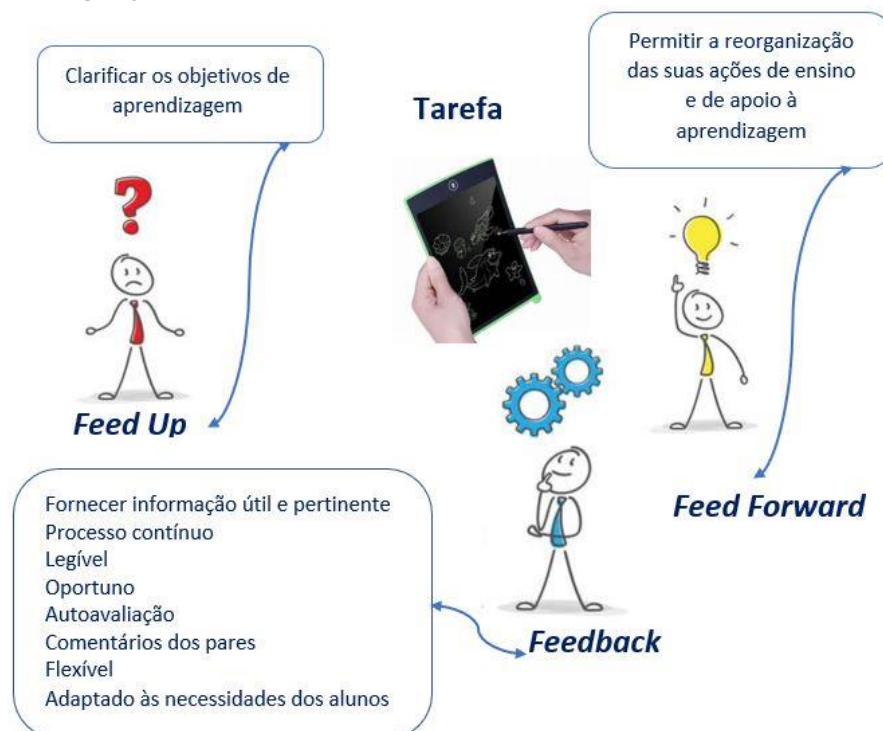 Clarificar os objetivos de
aprendizagem
Permitir a reorganização
das suas ações de ensino
e de apoio à
aprendizagem
Tarefa
Feed Up
Feed Forward
Fornecer informação útil e pertinente
Processo contínuo
Legível
Oportuno
Autoavaliação
Comentários dos pares
Flexível
Adaptado às necessidades dos alunos
Feedback